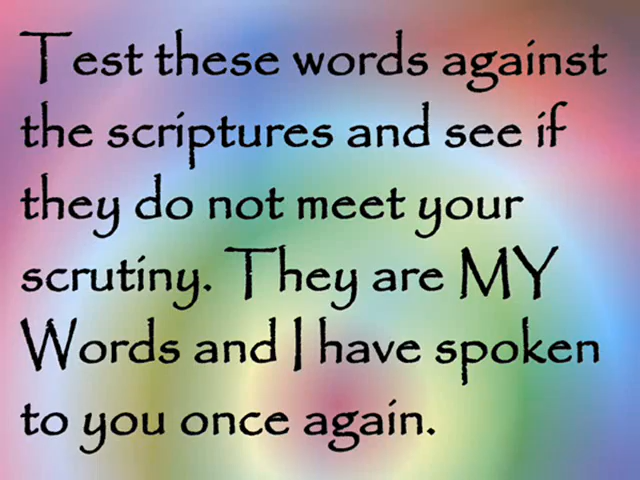 Test these words against
the scriptures and see if
they do not meet your
scrutiny. They are MY
Words and I have spoken
to you once again.